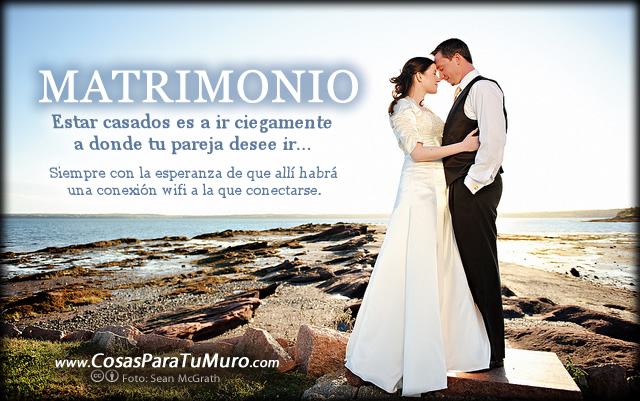 MATRIMONIO
Estar casados es a ir ciegamente
a donde tu pareja desee ir...
Siempre con la esperanza de que allí habrá
una conexión wifi a la que conectarse.
www.CosasParaTuMuro.com
cc Foto: Sean McGrath